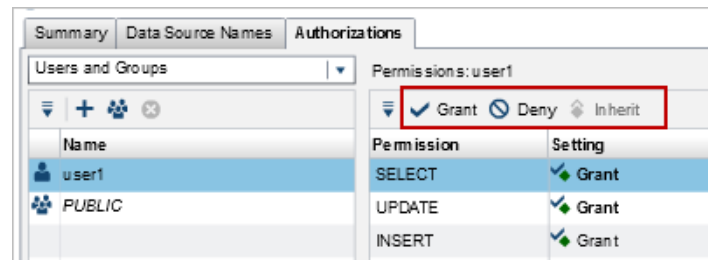 Summary Data Source Names Authorizations
Users and Groups
Permissions: user1
Grant Deny Inherit
Name
Permission Setting
user1
SELECT Grant
PUBLIC
UPDATE Grant
INSERT Grant